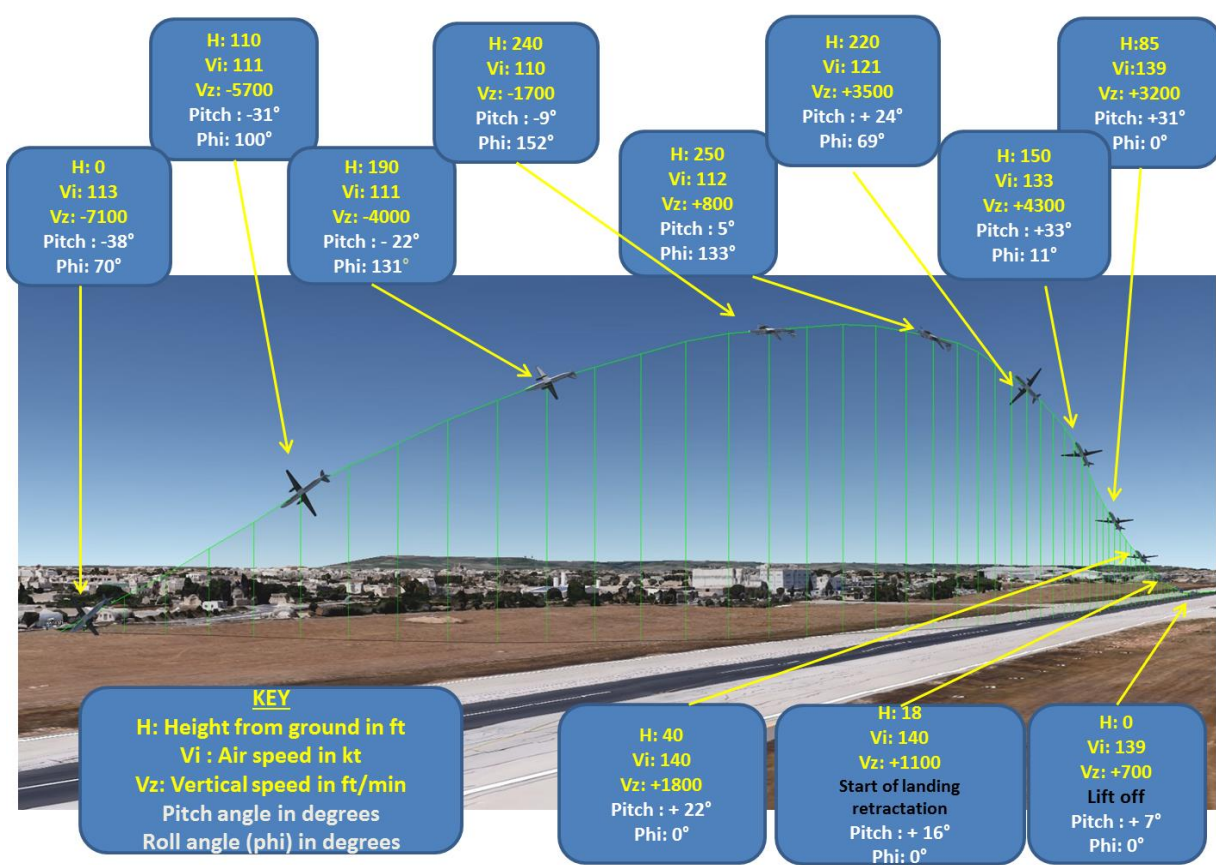 H: 110
Vi: 111
Vz: -5700
Pitch : -31°
Phi: 100°
H: 240
Vi: 110
Vz: -1700
Pitch : -9°
Phi: 152°
H: 220
Vi: 121
Vz: +3500
Pitch : + 24°
Phi: 69°
H:85
Vi:139
Vz: +3200
Pitch: +31°
Phi: 0°
H: 0
Vi: 113
Vz: -7100
Pitch : -38°
Phi: 70°
H: 190
Vi: 111
Vz: -4000
Pitch : - 22°
Phi: 131°
H: 250
Vi: 112
Vz: +800
Pitch : 5°
Phi: 133°
H: 150
Vi: 133
Vz: +4300
Pitch : +33°
Phi: 11°
KEY
H: Height from ground in ft
Vi : Air speed in kt
Vz: Vertical speed in ft/min
Pitch angle in degrees
Roll angle (phi) in degrees
H: 40
Vi: 140
Vz: +1800
Pitch : + 22°
Phi: 0°
H: 18
Vi: 140
Vz: +1100
Start of landing
retractation
Pitch : + 16°
Phi: 0°
H: 0
Vi: 139
Vz: +700
Lift off
Pitch : + 7°
Phi: 0°